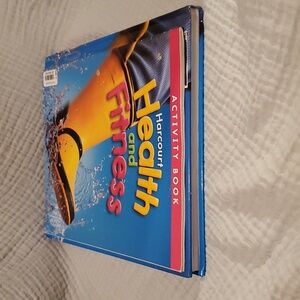 Harcourt
Health
and
Fitness
ACTIVITY BOOK